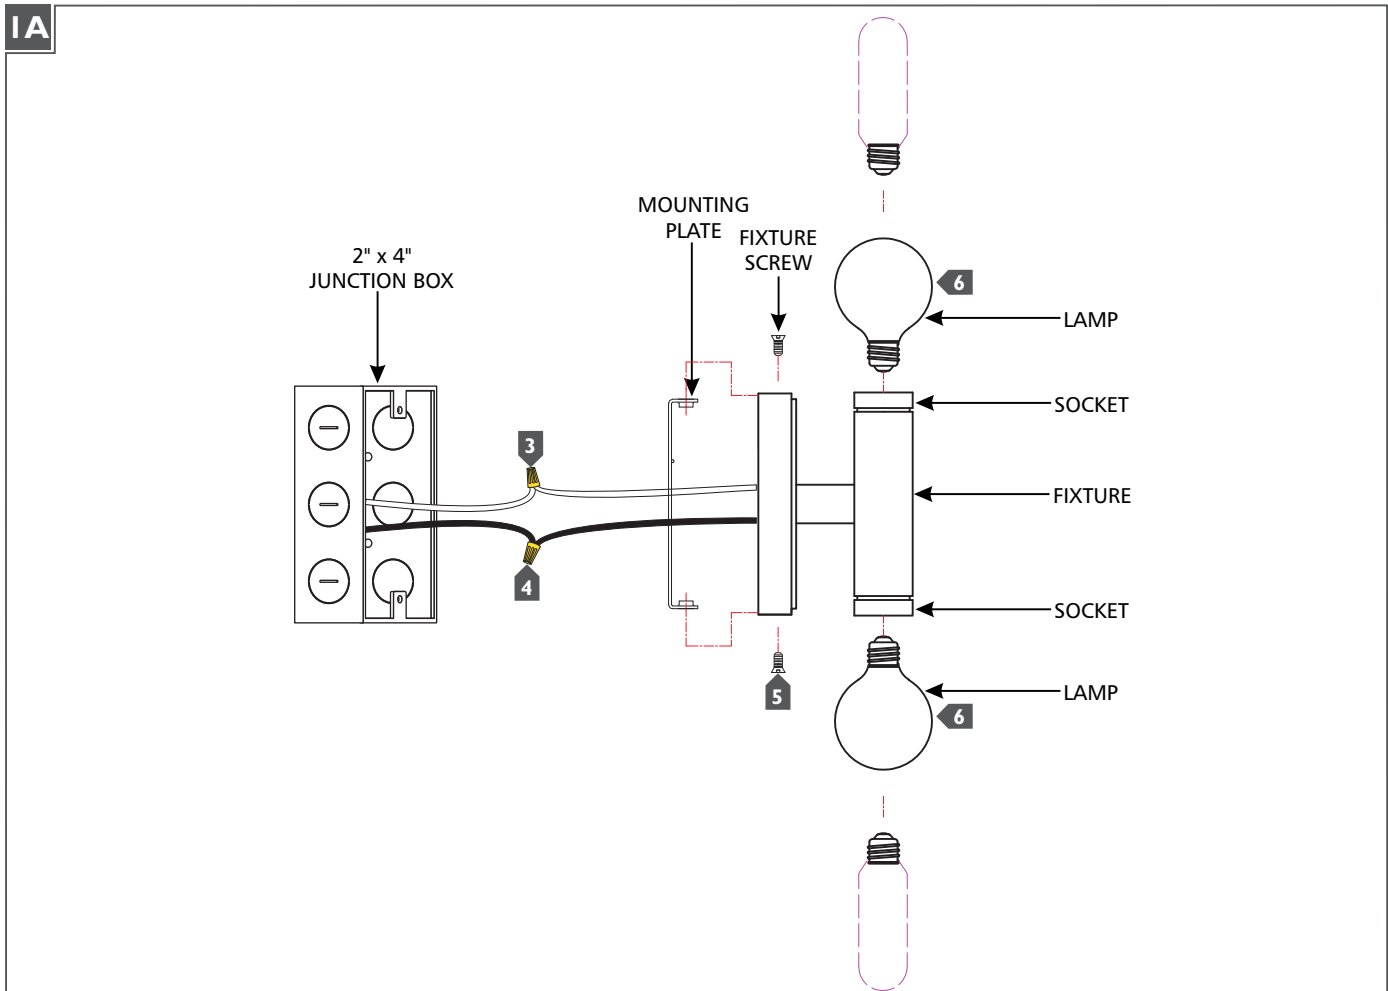 1A
MOUNTING
PLATE
FIXTURE
SCREW
2" x 4"
JUNCTION BOX
6
LAMP
SOCKET
3
FIXTURE
4
SOCKET
5
LAMP
6